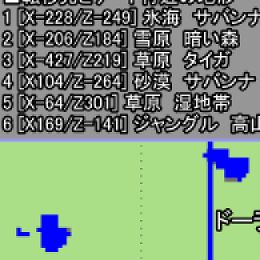 1 [X-228/Z-249] 氷海 サバンナ
2 [X-206/Z184] 雪原 暗い森
3 [X-427/Z219] 草原 タイガ
4 [X104/Z-264] 砂漠 サバンナ
5 [X-64/Z301] 草原 湿地帯
6 [X169/Z-141] ジャングル 高山
ドー